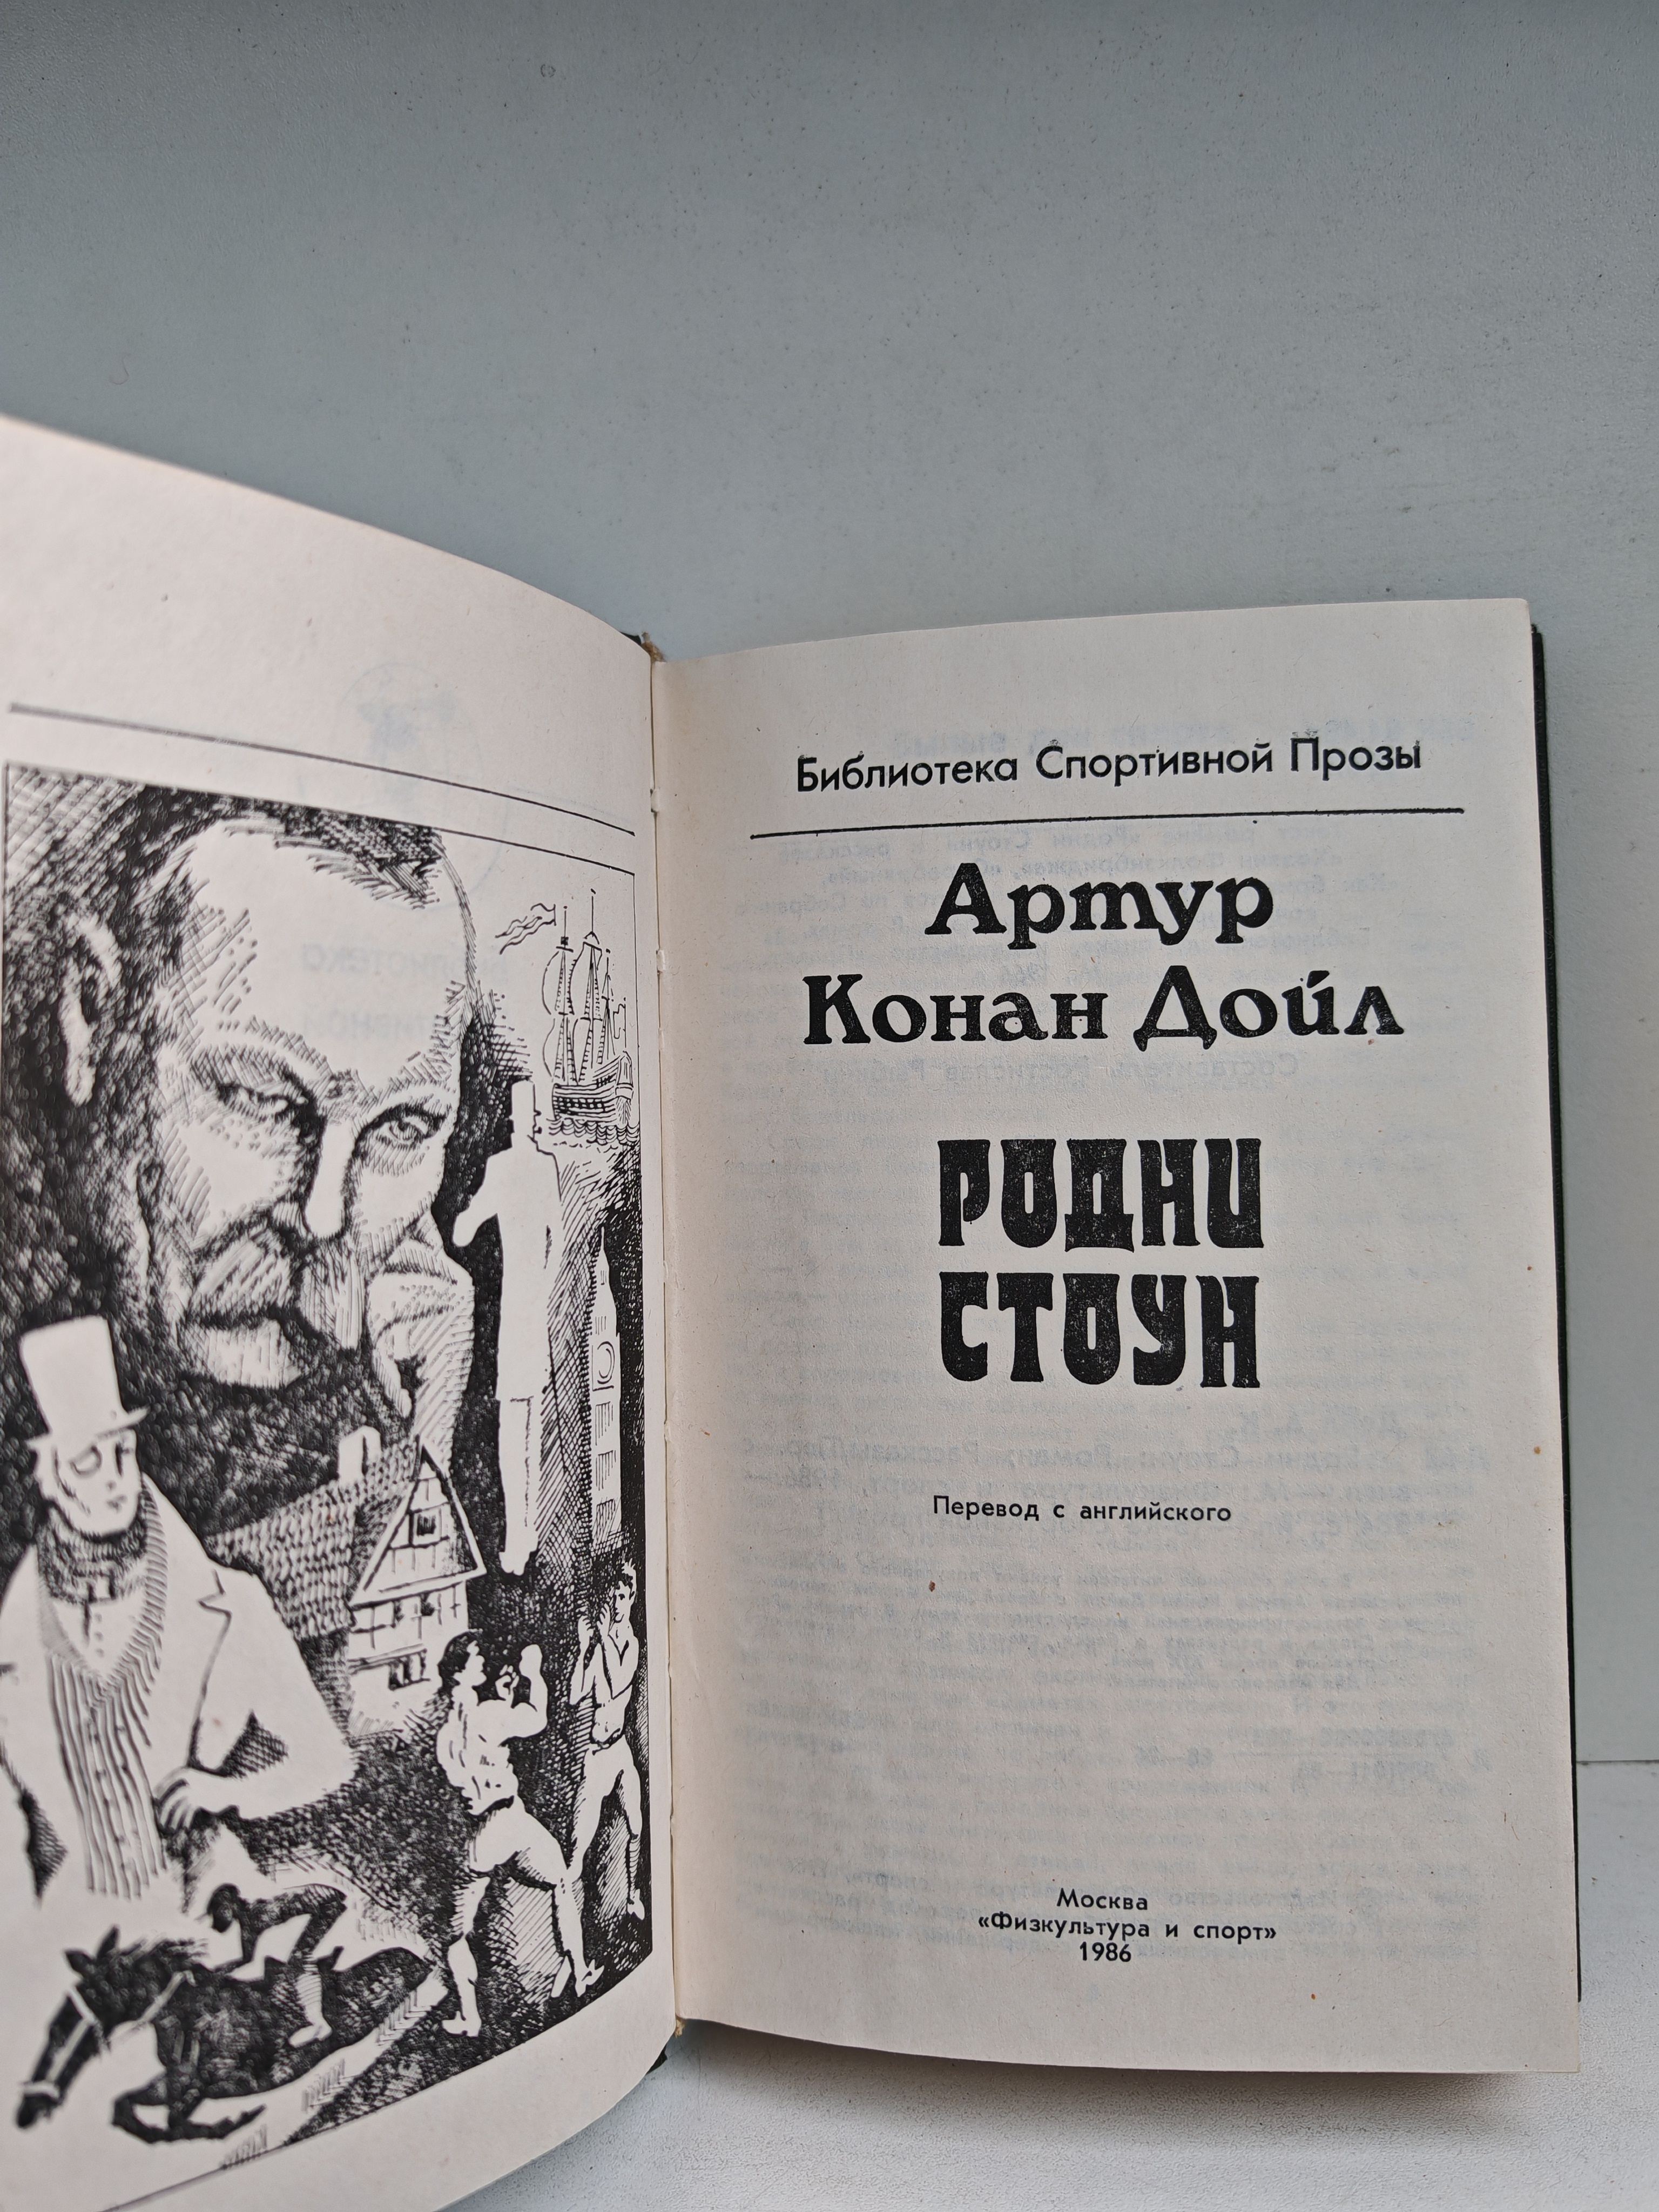 Библиотека Спортивной Прозы
Артур
Конан Дойл
РОДНИ
СТОУН
Перевод с английского
Москва
«Физкультура и спорт»
1986